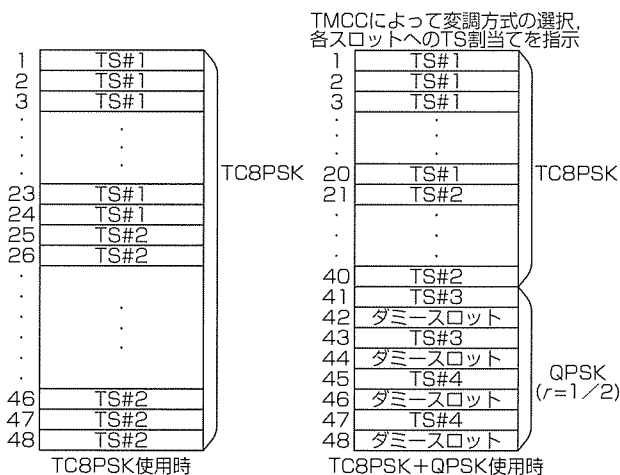 TMCCによって変調方式の選択,
各スロットへのTS割当てを指示
1 TS#1
2 TS#1
3 TS#1
23 TS#1
24 TS#1
25 TS#2
26 TS#2
46 TS#2
47 TS#2
48 TS#2
TC8PSK
TC8PSK使用時
1 TS#1
2 TS#1
3 TS#1
20 TS#1
21 TS#2
40 TS#2
41 TS#3
42 ダミースロット
43 TS#3
44 ダミースロット
45 TS#4
46 ダミースロット
47 TS#4
48 ダミースロット
TC8PSK
QPSK
(r=1/2)
TC8PSK+QPSK使用時